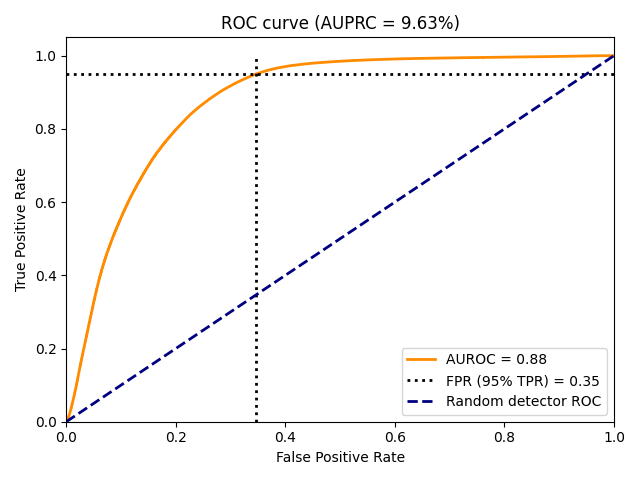 ROC curve (AUPRC = 9.63%)
1.0
0.8
0.6
0.4
0.2
0.0
True Positive Rate
AUROC = 0.88
FPR (95% TPR) = 0.35
Random detector ROC
0.0 0.2 0.4 0.6 0.8 1.0
False Positive Rate